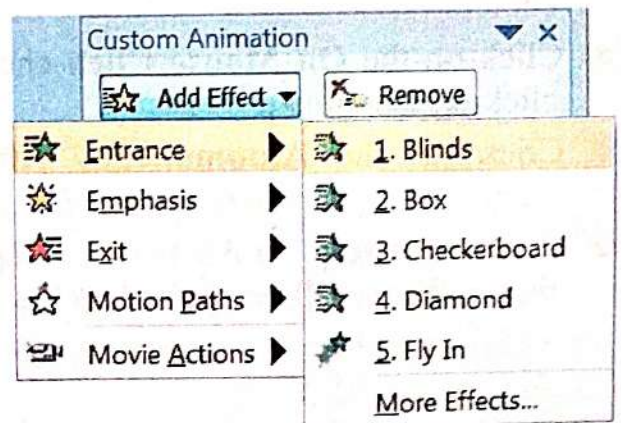 Custom Animation
Add Effect
Remove
Entrance
Emphasis
Exit
Motion Paths
Movie Actions
1. Blinds
2. Box
3. Checkerboard
4. Diamond
5. Fly In
More Effects...